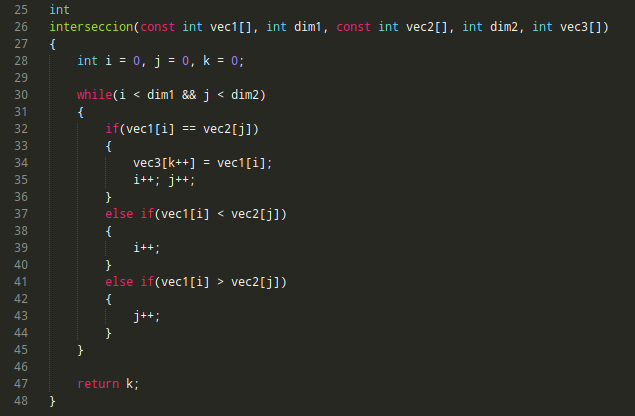 25 int
26 interseccion(const int vec1[], int dim1, const int vec2[], int dim2, int vec3[])
27 {
28     int i = 0, j = 0, k = 0;
29
30     while(i < dim1 && j < dim2)
31     {
32         if(vec1[i] == vec2[j])
33         {
34             vec3[k++] = vec1[i];
35             i++; j++;
36         }
37         else if(vec1[i] < vec2[j])
38         {
39             i++;
40         }
41         else if(vec1[i] > vec2[j])
42         {
43             j++;
44         }
45     }
46
47     return k;
48 }